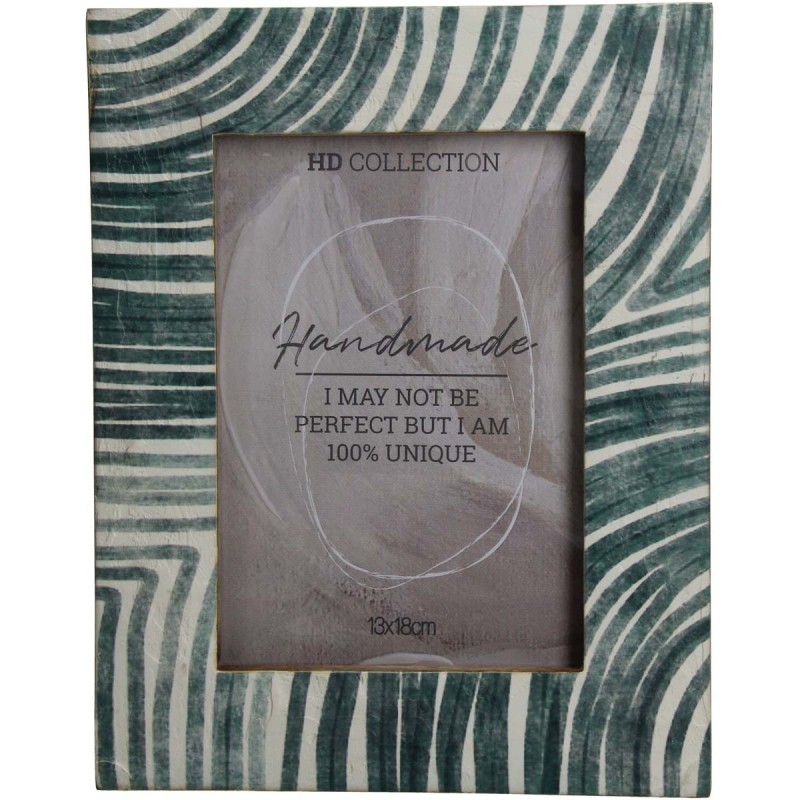 HD COLLECTION
Handmade
I MAY NOT BE
PERFECT BUT I AM
100% UNIQUE
13x18cm